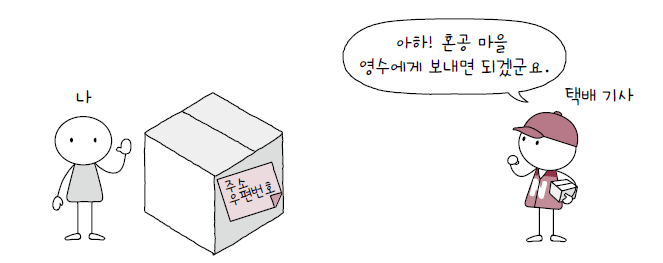 아하! 혼공 마을
영수에게 보내면 되겠군요.
나
택배 기사
주소
우편번호